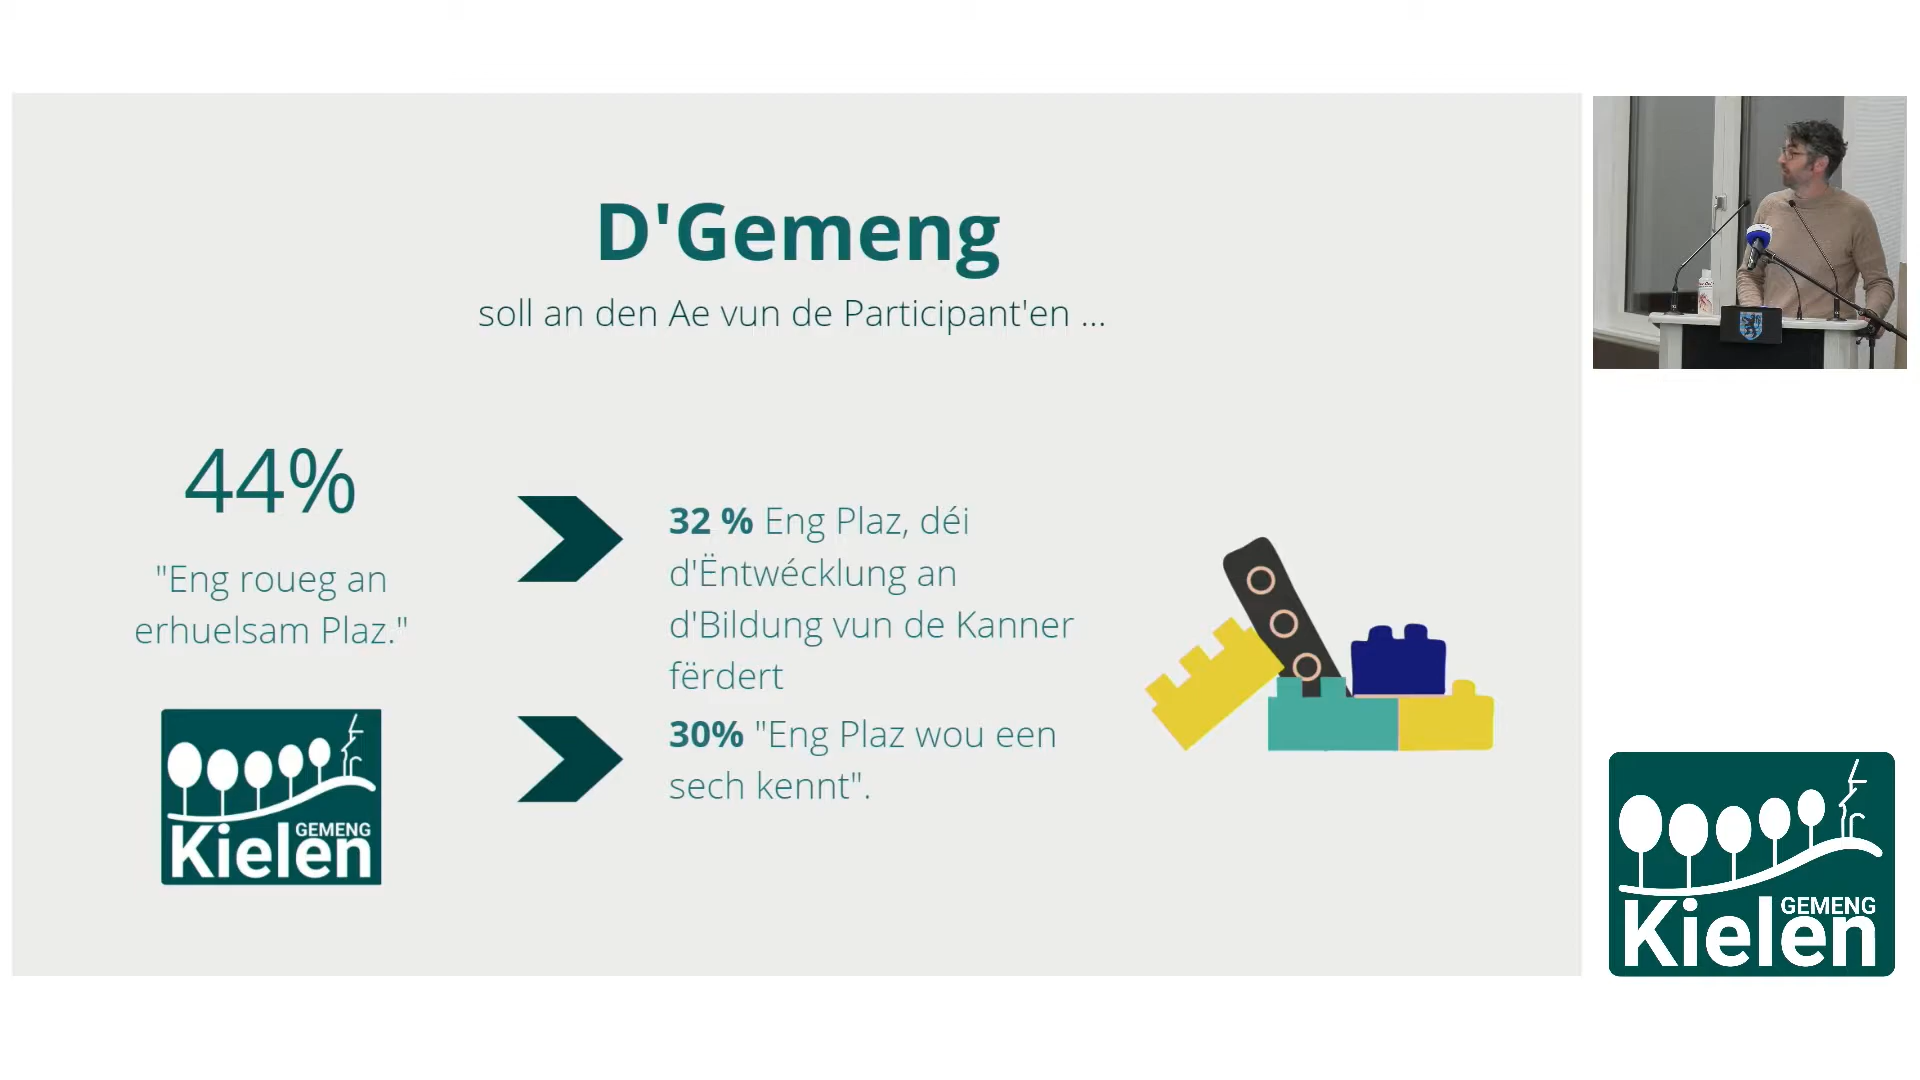 D'Gemeng
soll an den Ae vun de Participant'en ...
44%
"Eng roueg an
erhuelsam Plaz."
GEMENG
Kielen
32 % Eng Plaz, déi
d'Ëntwécklung an
d'Bildung vun de Kanner
fërdert
30% "Eng Plaz wou een
sech kennt".
GEMENG
Kielen